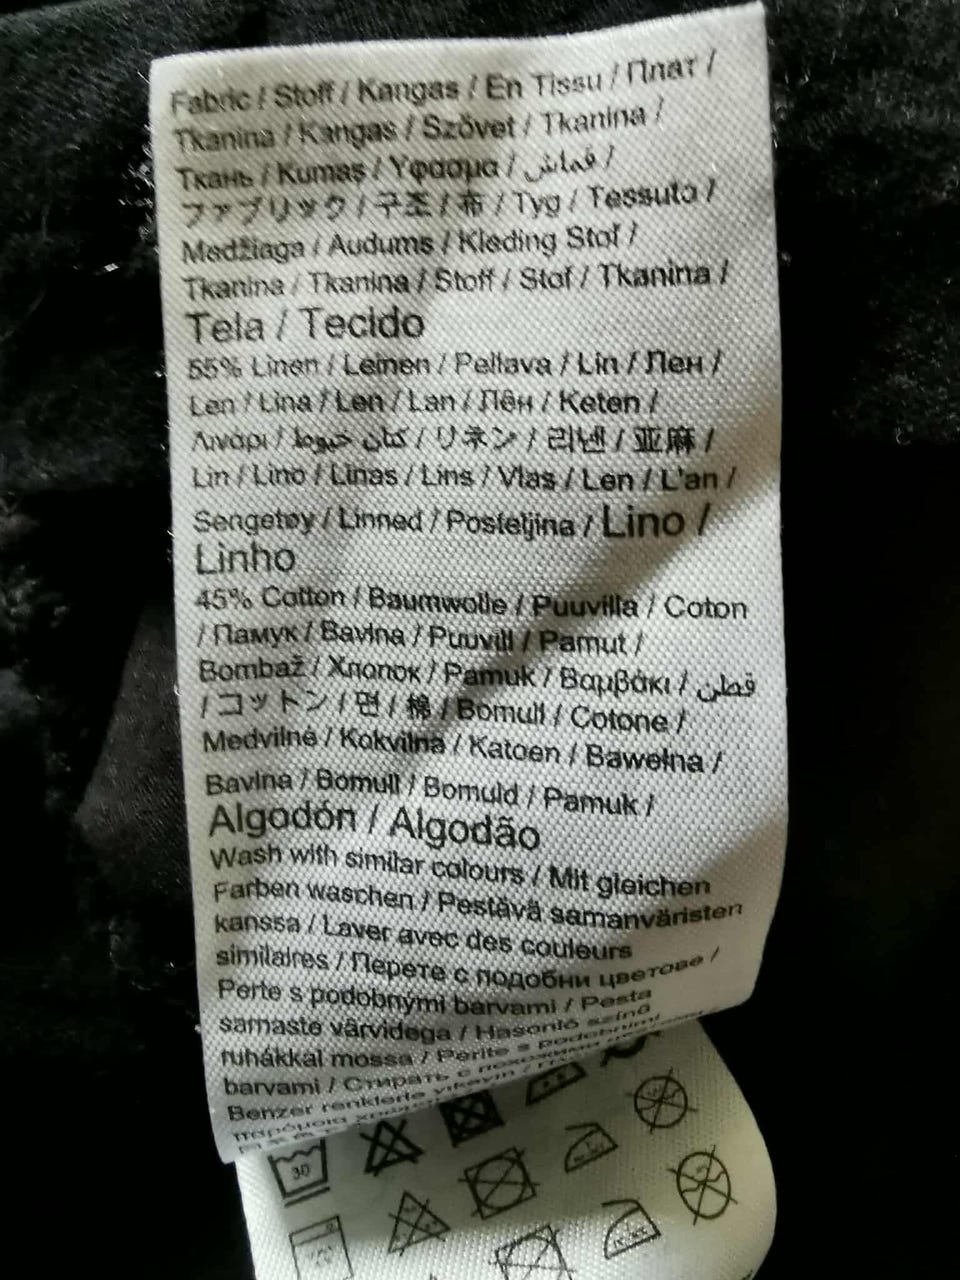 Fabric / Stoff / Kangas / En Tissu / Плат /
Tkanina / Kangas / Szövet / Tkanina /
Ткань / Kumaş / Υφασμα / قماش /
ファブリック / 구조 / 布 / Tyg / Tessuto /
Medžiaga / Audums / Kleding Stof /
Tkanina / Tkanina / Stoff / Stof / Tkanina /
Tela / Tecido
55% Linen / Leinen / Pellava / Lin / Лен /
Len / Lina / Len / Lan / Лён / Keten /
Λινάρι / كتان خيوط / リネン / 리넨 / 亚麻 /
Lin / Lino / Linas / Lins / Vlas / Len / L'an /
Sengetøy / Linned / Posteljina / Lino /
Linho
45% Cotton / Baumwolle / Puuvilla / Coton
/ Памук / Bavlna / Puuvill / Pamut /
Bombaž / Хлопок / Pamuk / Βαμβάκι / قطن
/ コットン / 면 / 棉 / Bomull / Cotone /
Medvilnė / Kokvilna / Katoen / Bawełna /
Bavlna / Bomull / Bomuld / Pamuk /
Algodón / Algodão
Wash with similar colours / Mit gleichen
Farben waschen / Pestävä samanväristen
kanssa / Laver avec des couleurs
similaires / Перете с подобни цветове /
Perte s podobnými barvami / Pesta
samaste värvidega / Hasonló színű
ruhákkal mossa / Perite s podobnimi
barvami / Стирать с похожими
Benzer renklerle yıkayın /
παρόμοια
30